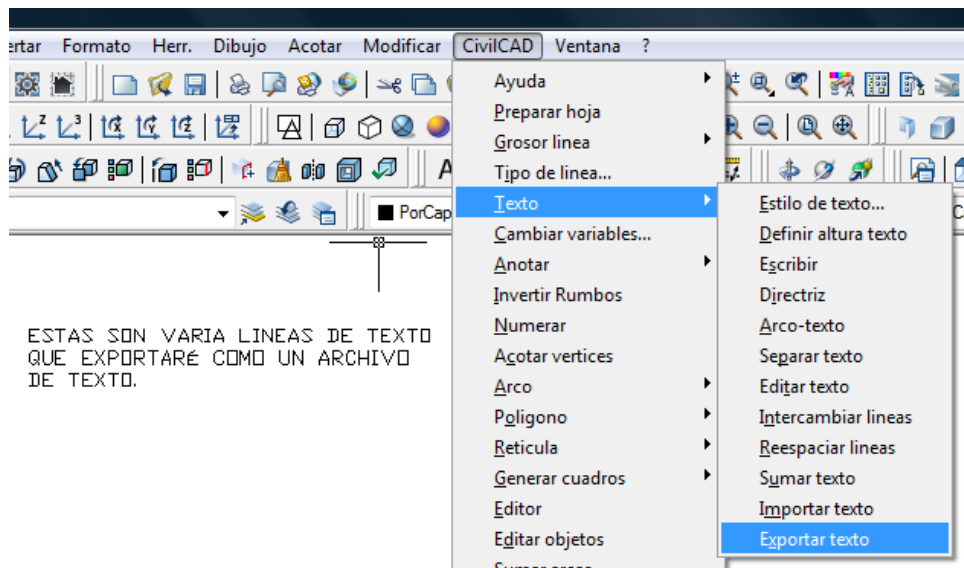 Formato Herr. Dibujo Acotar Modificar CivilCAD Ventana ?
Ayuda
Preparar hoja
Grosor linea
Tipo de linea...
PorCap
Texto
Cambiar variables...
Anotar
Invertir Rumbos
Numerar
Acotar vertices
Arco
Poligono
Reticula
Generar cuadros
Editor
Editar objetos
Sumar areas
Estilo de texto...
Definir altura texto
Escribir
Directriz
Arco-texto
Separar texto
Editar texto
Intercambiar lineas
Reespaciar lineas
Sumar texto
Importar texto
Exportar texto
ESTAS SON VARIA LINEAS DE TEXTO
QUE EXPORTARÉ COMO UN ARCHIVO
DE TEXTO.